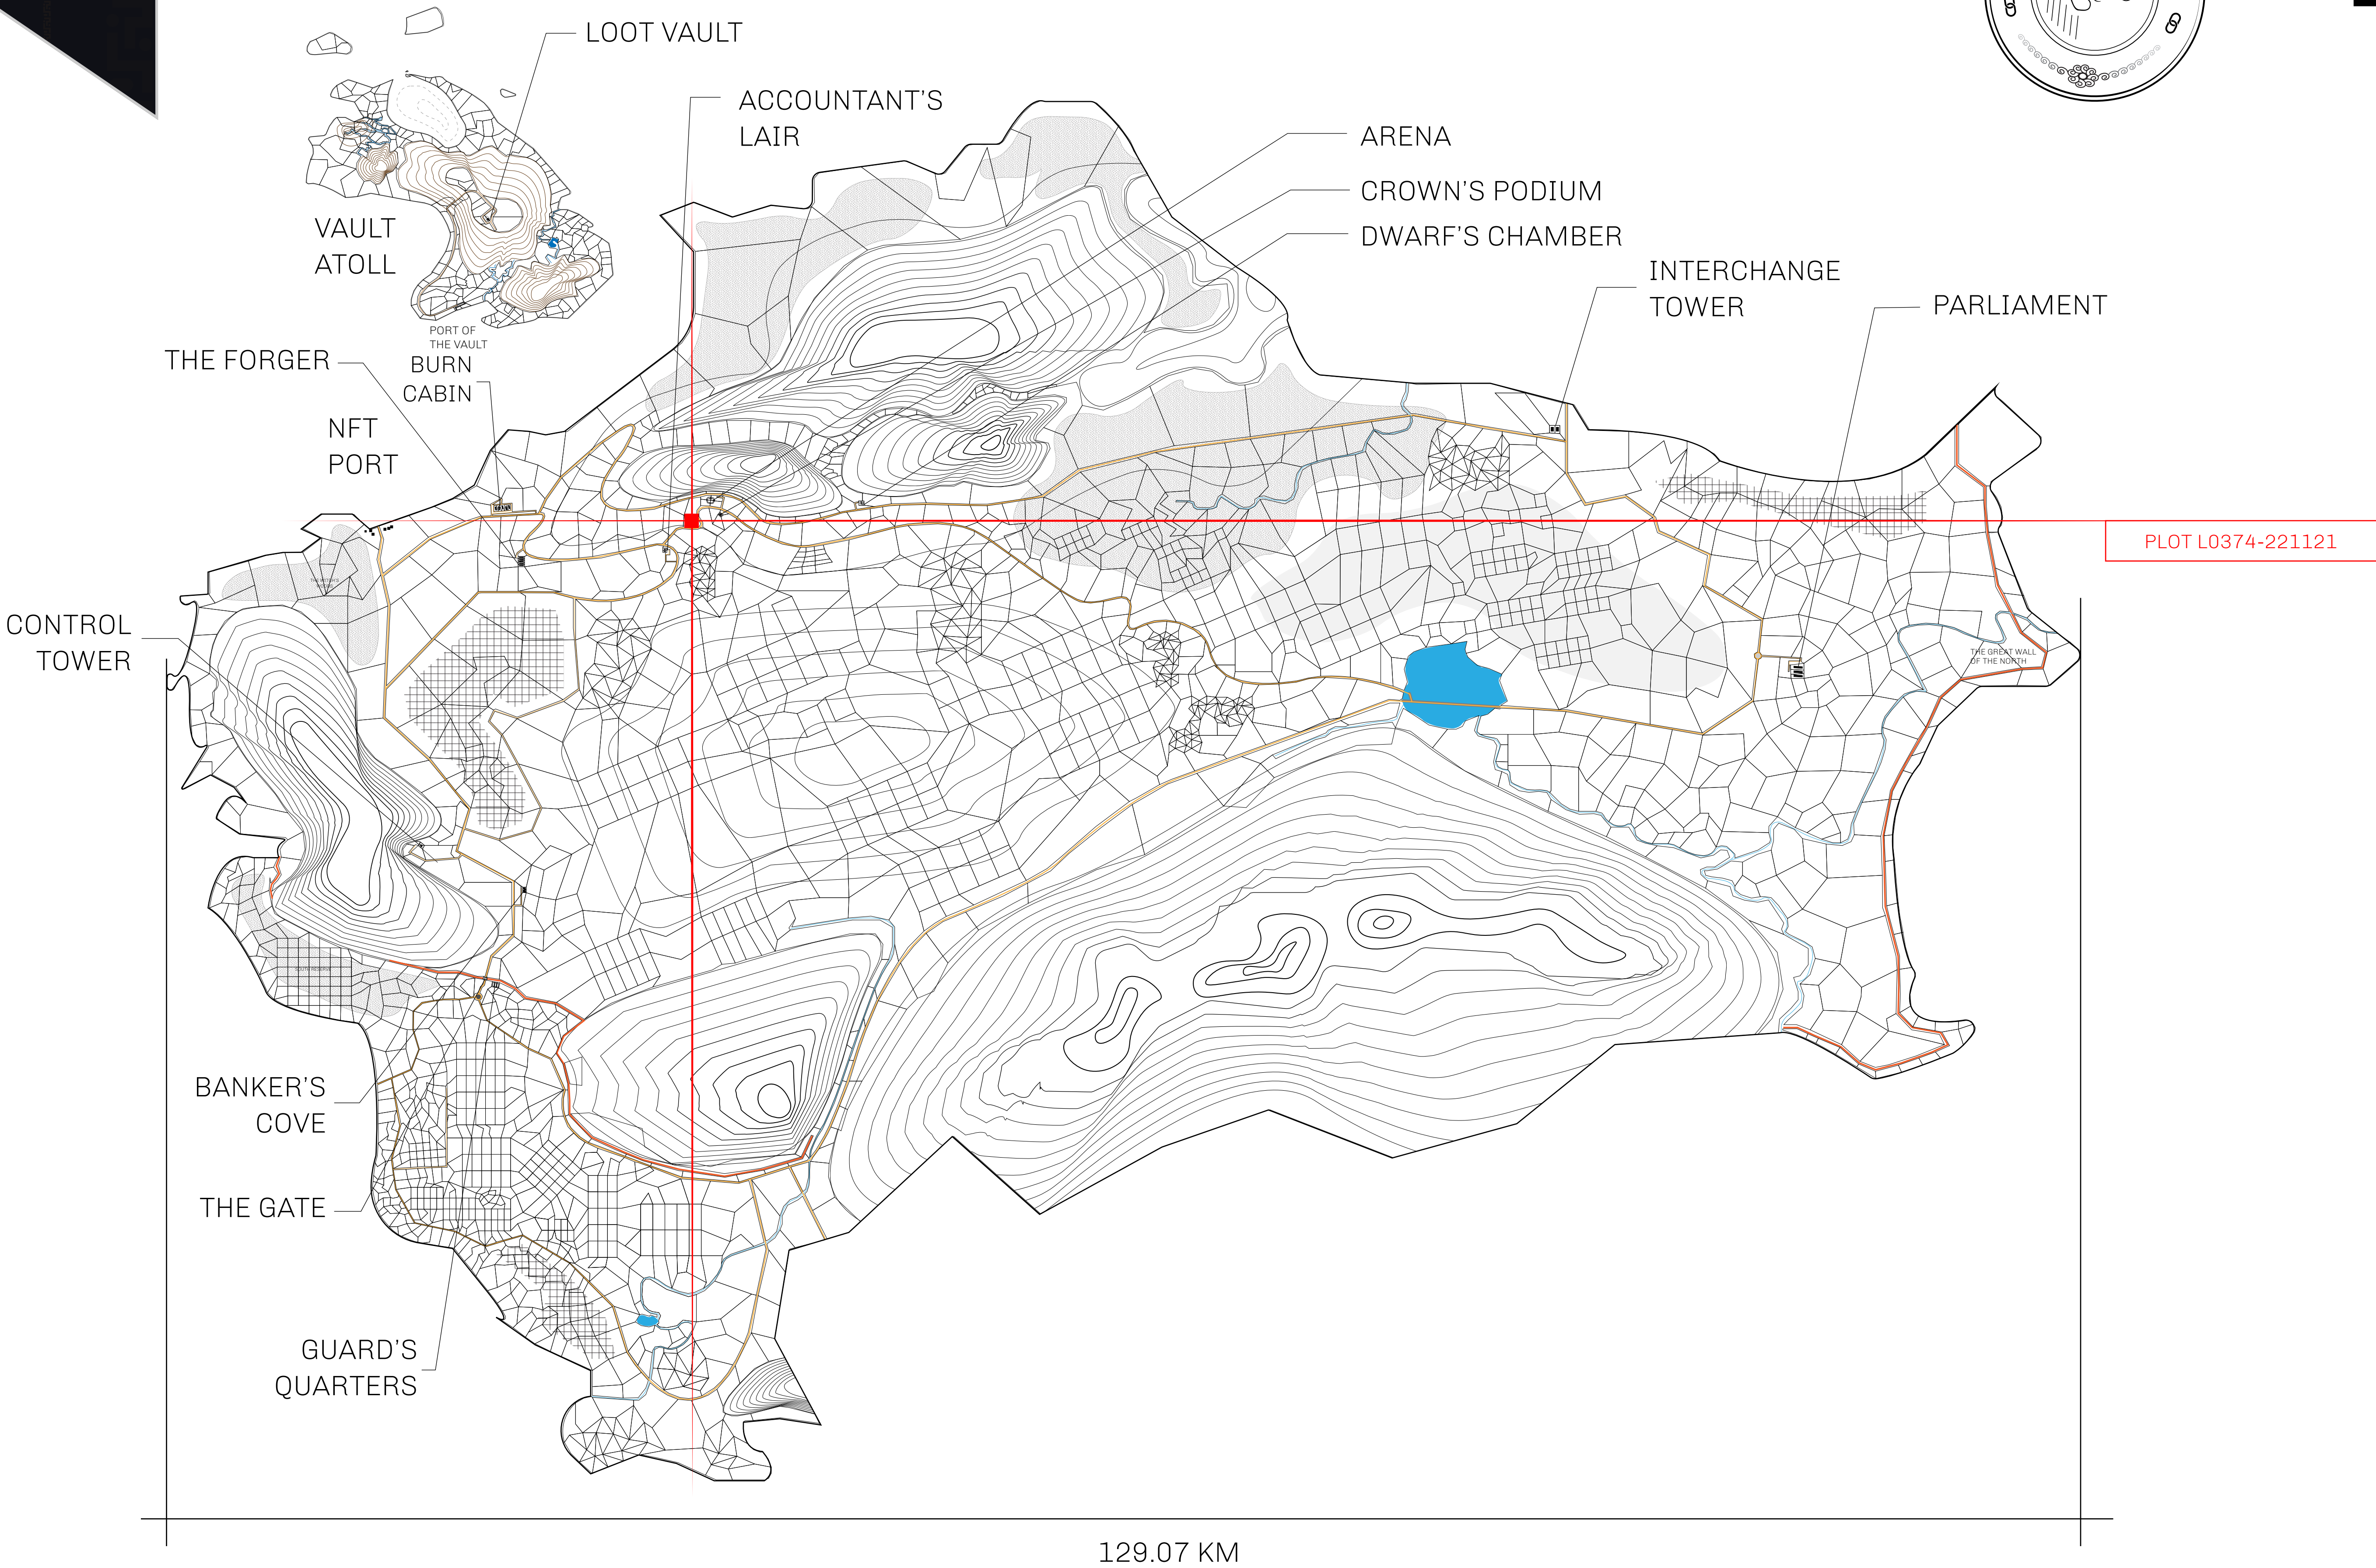 LOOT VAULT
ACCOUNTANT'S
LAIR
ARENA
CROWN'S PODIUM
DWARF'S CHAMBER
VAULT
ATOLL
INTERCHANGE
TOWER
PARLIAMENT
PORT OF
THE VAULT
THE FORGER
BURN
CABIN
NFT
PORT
PLOT L0374-221121
CONTROL
TOWER
THE GREAT WALL
OF THE NORTH
SOUTH RESERVE
BANKER'S
COVE
THE GATE
GUARD'S
QUARTERS
129.07 KM